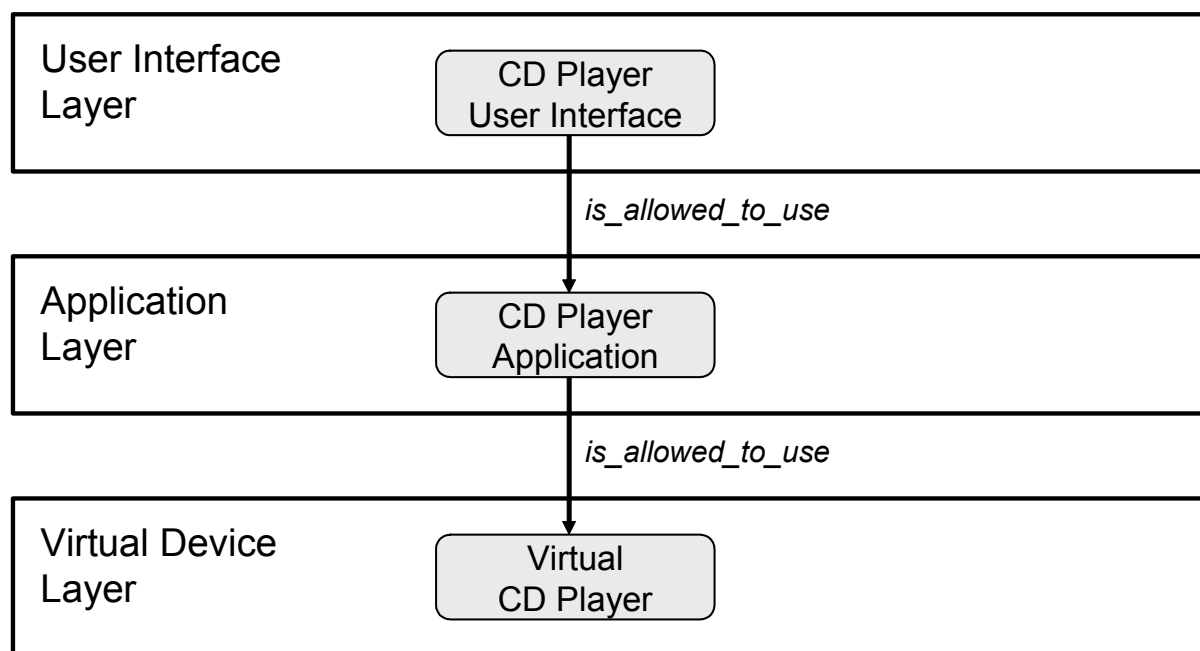 User Interface
Layer
CD Player
User Interface
is_allowed_to_use
Application
Layer
CD Player
Application
is_allowed_to_use
Virtual Device
Layer
Virtual
CD Player